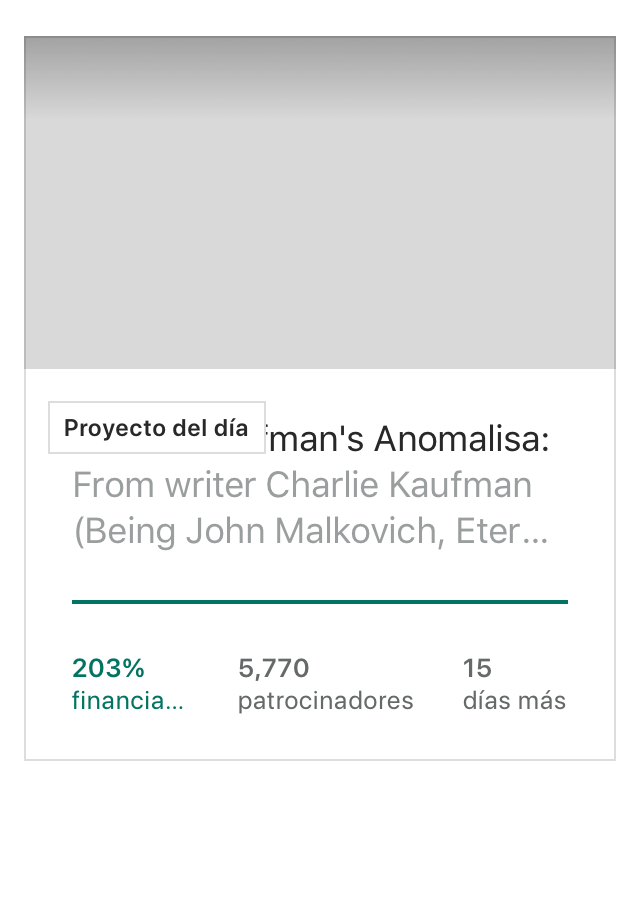 Proyecto del día
fman's Anomalisa:
From writer Charlie Kaufman
(Being John Malkovich, Eter...
203%
5,770
15
financia...
patrocinadores
días más